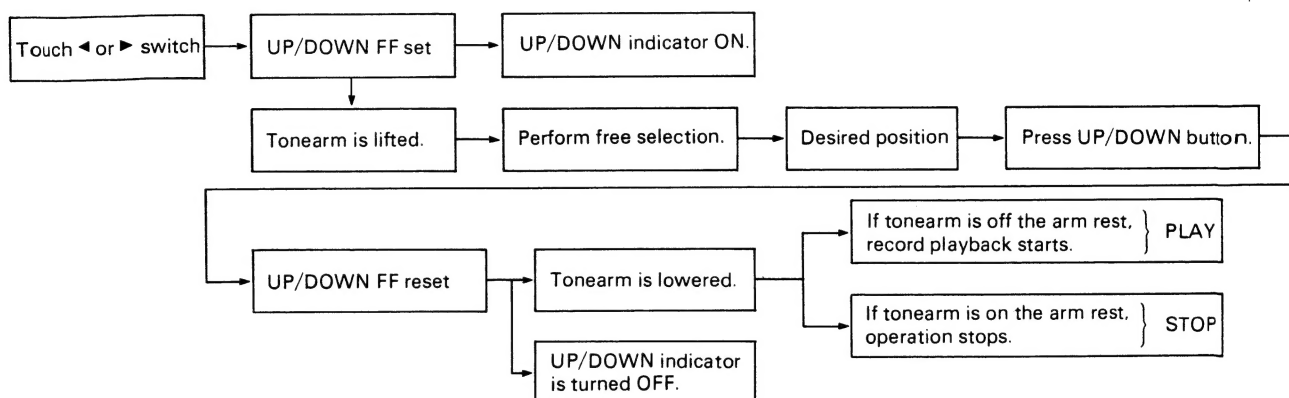 Touch ◄ or ► switch
UP/DOWN FF set
UP/DOWN indicator ON.
Tonearm is lifted.
Perform free selection.
Desired position
Press UP/DOWN button.
UP/DOWN FF reset
Tonearm is lowered.
If tonearm is off the arm rest,
record playback starts.
PLAY
If tonearm is on the arm rest,
operation stops.
STOP
UP/DOWN indicator
is turned OFF.